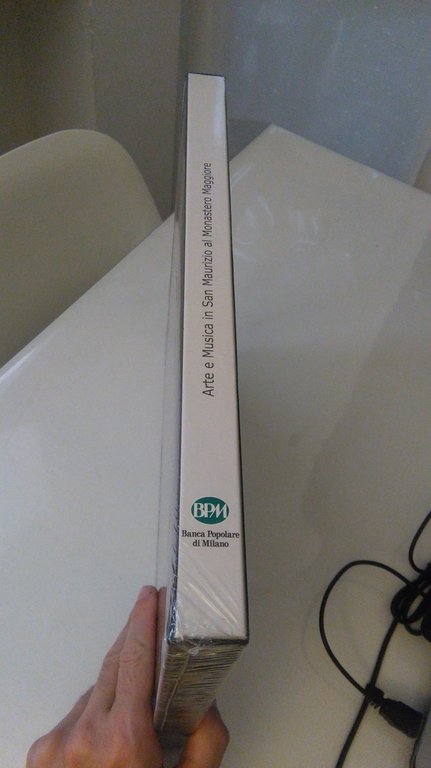 Arte e Musica in San Maurizio al Monastero Maggiore
BPM
Banca Popolare
di Milano